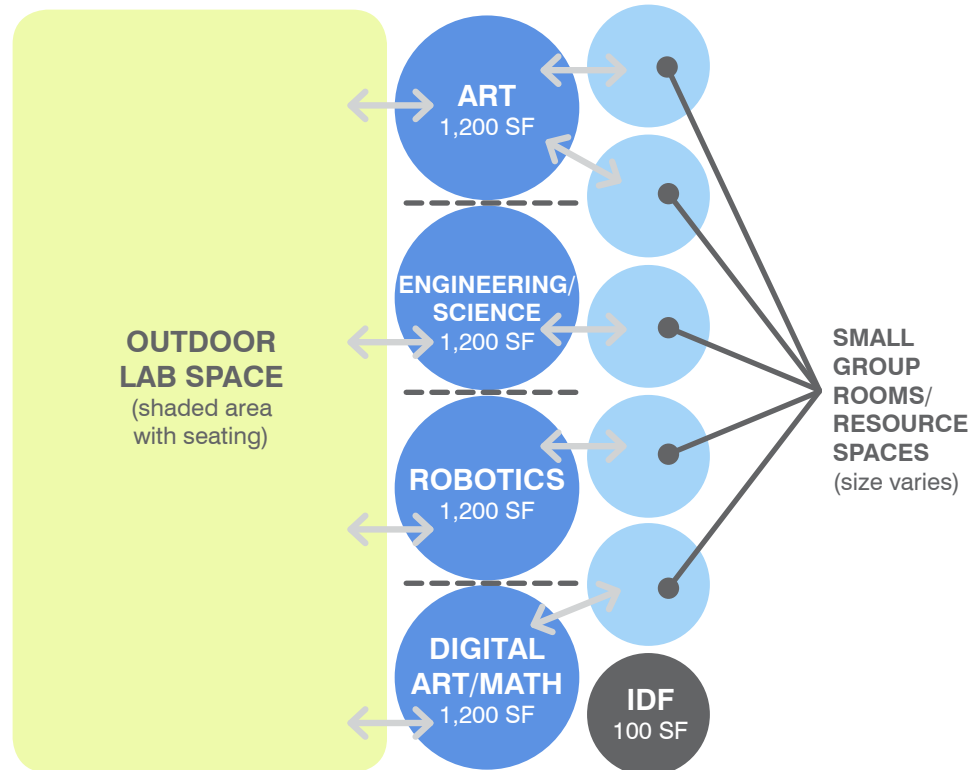 OUTDOOR
LAB SPACE
(shaded area
with seating)
ART
1,200 SF
ENGINEERING/
SCIENCE
1,200 SF
ROBOTICS
1,200 SF
DIGITAL
ART/MATH
1,200 SF
IDF
100 SF
SMALL
GROUP
ROOMS/
RESOURCE
SPACES
(size varies)